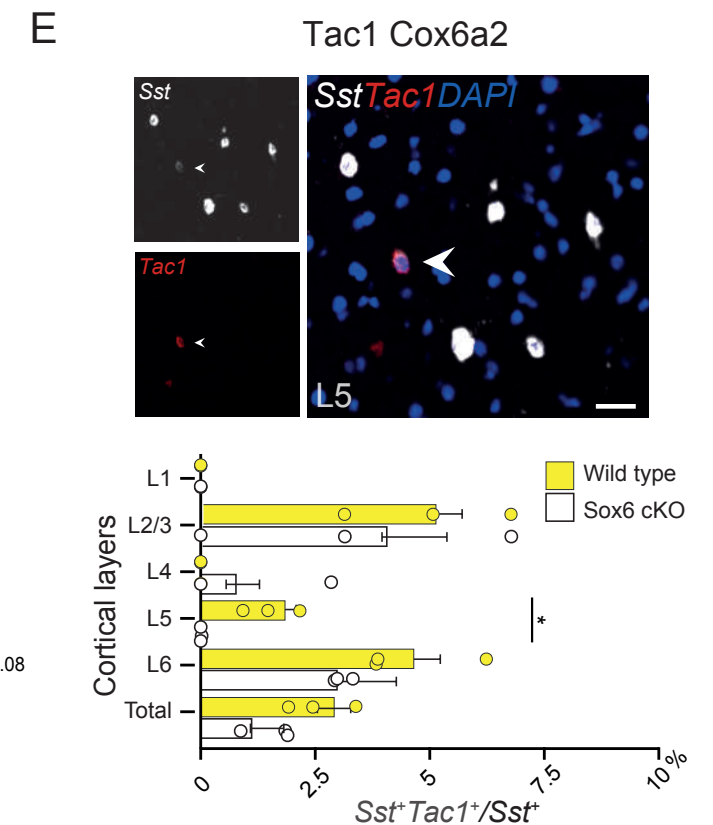 E
Tac1 Cox6a2
Sst
SstTac1DAPI
Tac1
L5
Wild type
Sox6 cKO
Cortical layers
L1
L2/3
L4
L5
L6
Total
*
.08
0
2.5
5
7.5
10 %
Sst⁺Tac1⁺/Sst⁺